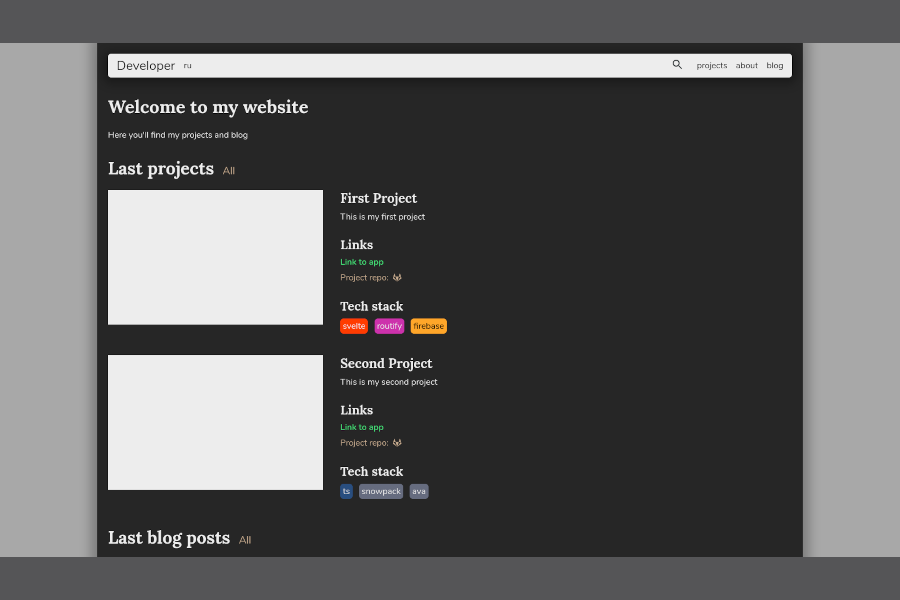 Developer ru projects about blog
Welcome to my website
Here you'll find my projects and blog
Last projects All
First Project
This is my first project
Links
Link to app
Project repo:
Tech stack
svelte routify firebase
Second Project
This is my second project
Links
Link to app
Project repo:
Tech stack
ts snowpack ava
Last blog posts All